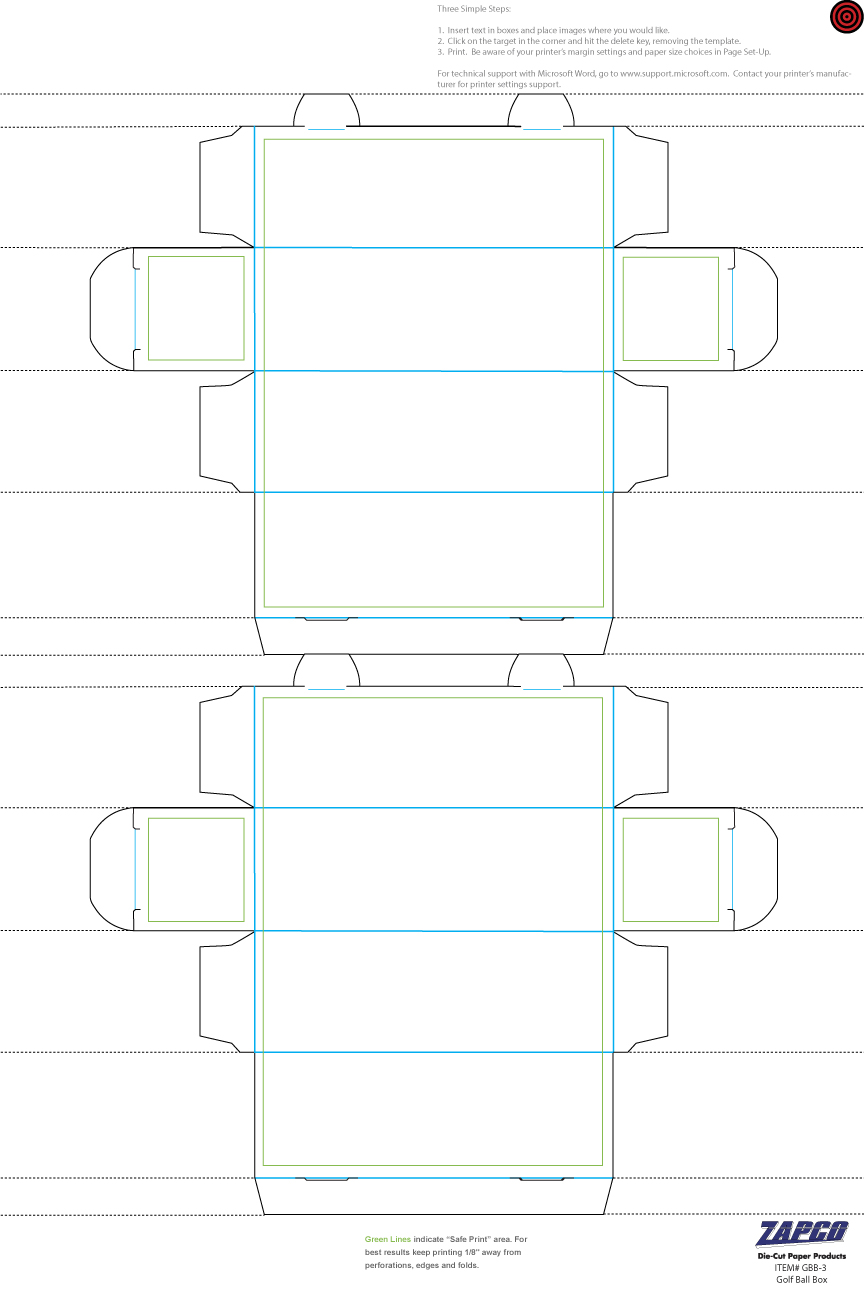 Three Simple Steps:
1. Insert text in boxes and place images where you would like.
2. Click on the target in the corner and hit the delete key, removing the template.
3. Print. Be aware of your printer's margin settings and paper size choices in Page Set-Up.
For technical support with Microsoft Word, go to www.support.microsoft.com. Contact your printer's manufac-
turer for printer settings support.
Green Lines indicate “Safe Print” area. For
best results keep printing 1/8" away from
perforations, edges and folds.
ZAPCO
Die-Cut Paper Products
ITEM# GBB-3
Golf Ball Box